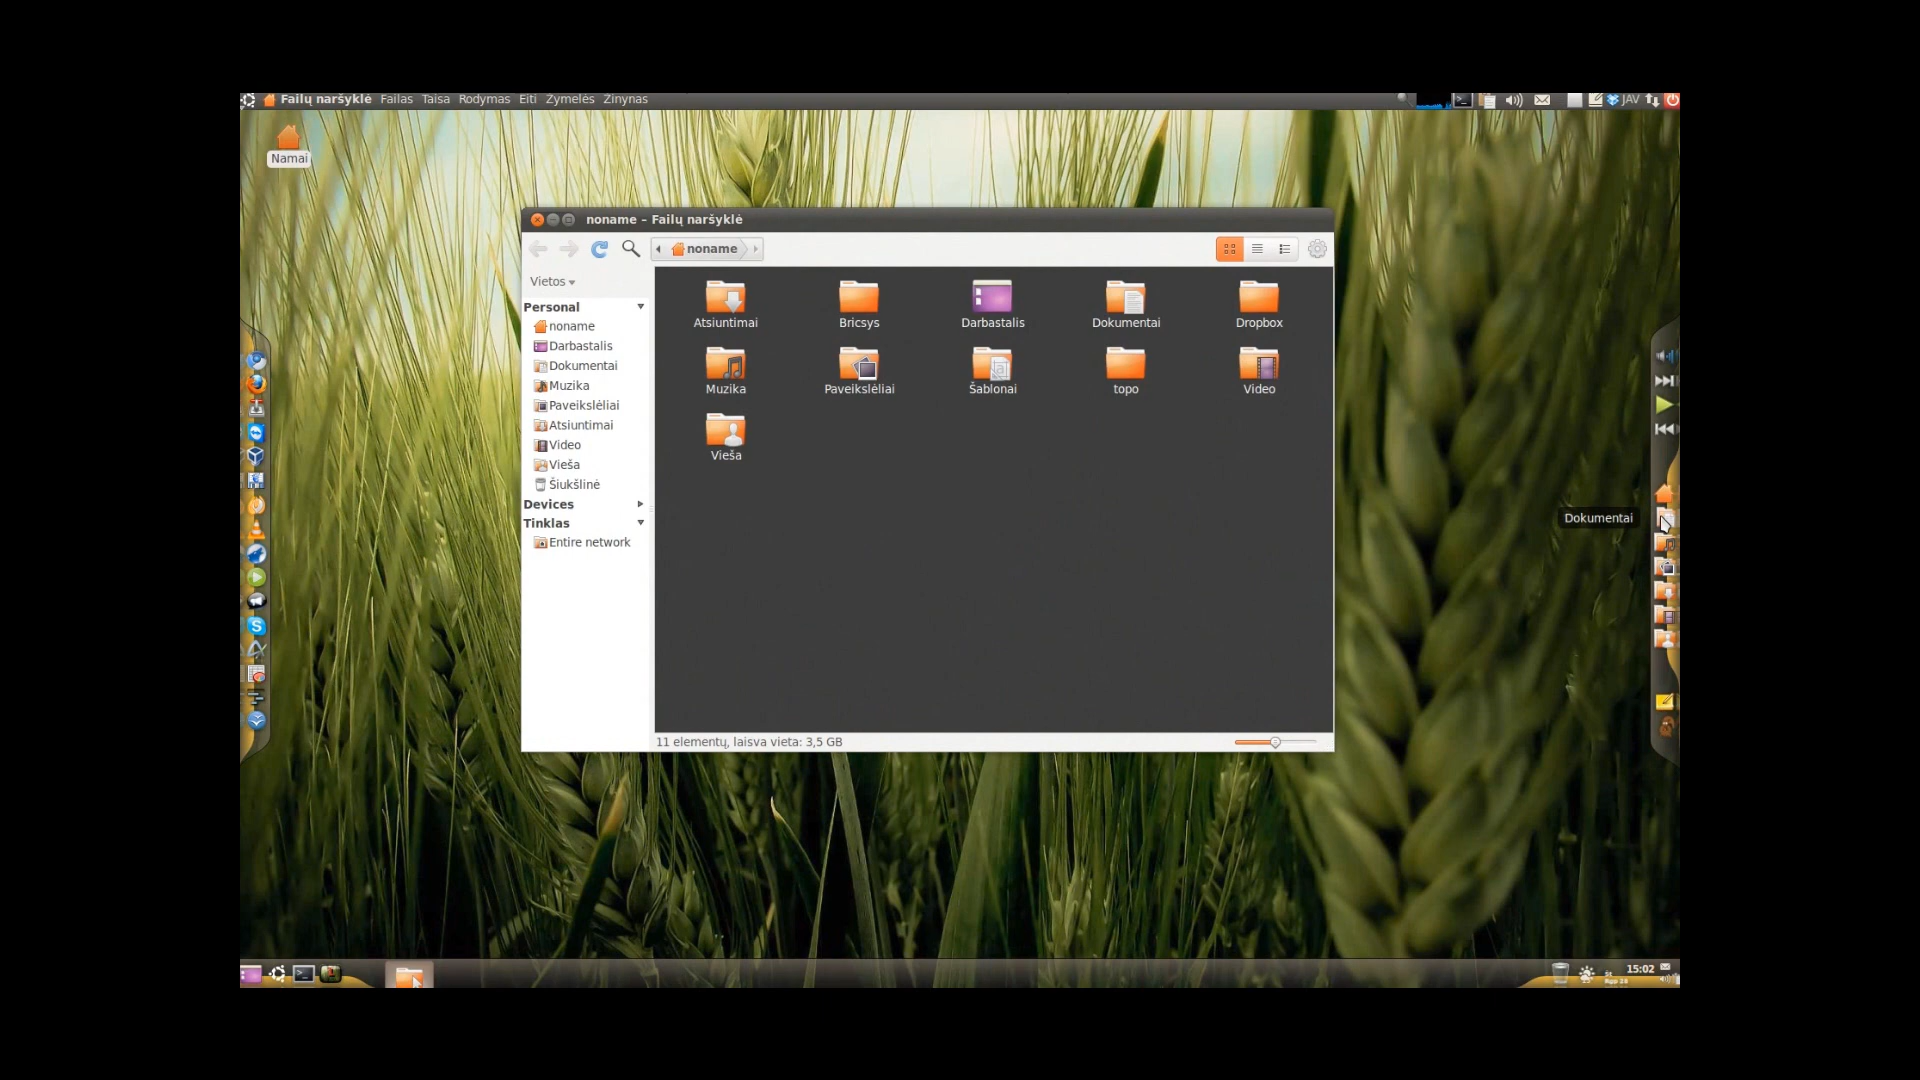 Failų naršyklė Failas Taisa Rodymas Eiti Žymelės Žinynas
JAV
Namai
noname – Failų naršyklė
noname
Vietos
Personal
noname
Darbastalis
Dokumentai
Muzika
Paveikslėliai
Atsiuntimai
Video
Vieša
Šiukšlinė
Devices
Tinklas
Entire network
Atsiuntimai Bricsys Darbastalis Dokumentai Dropbox
Muzika Paveikslėliai Šablonai topo Video
Vieša
11 elementų, laisva vieta: 3,5 GB
Dokumentai
15:02